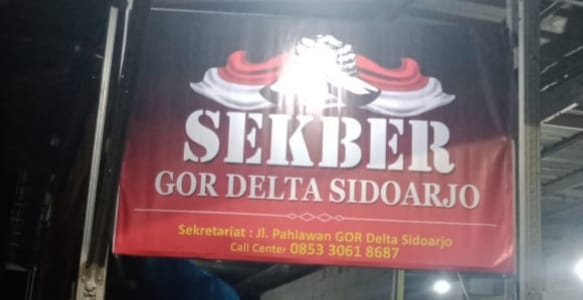 SEKBER
GOR DELTA SIDOARJO
Sekretariat : Jl. Pahlawan GOR Delta Sidoarjo
Call Center 0853 3061 8687